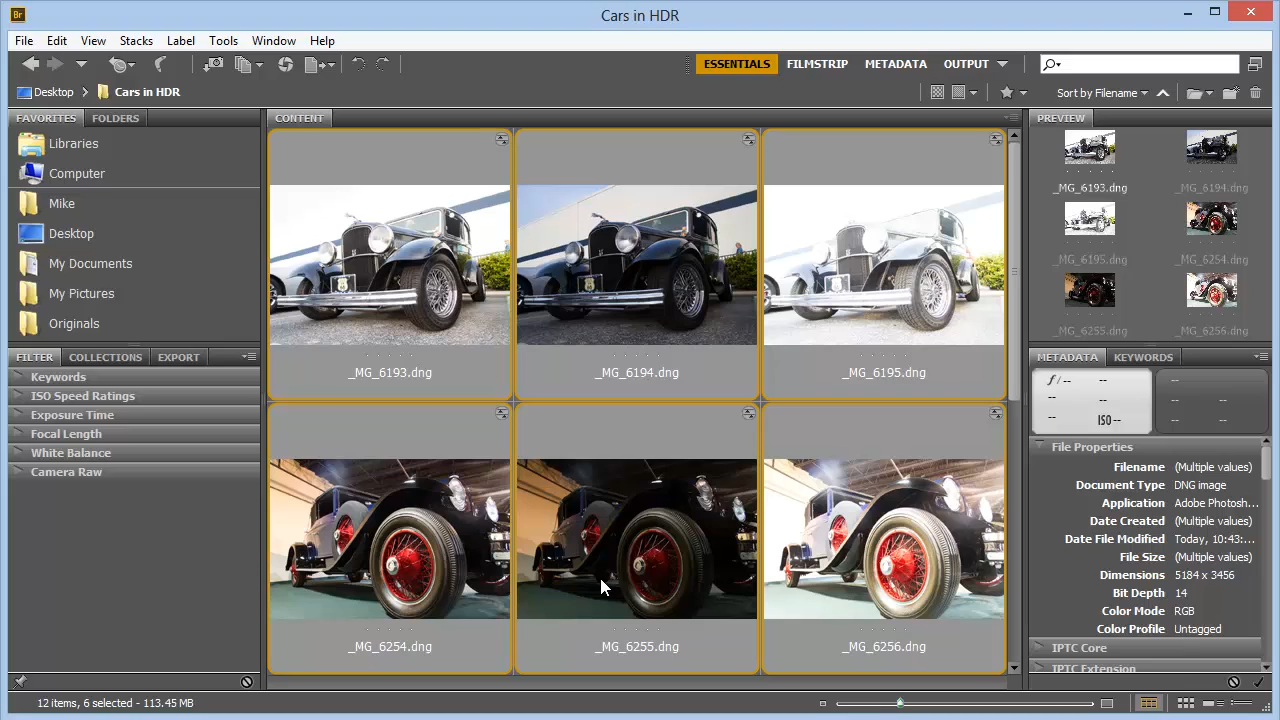 Br
Cars in HDR
File Edit View Stacks Label Tools Window Help
ESSENTIALS FILMSTRIP METADATA OUTPUT
Desktop Cars in HDR
Sort by Filename
FAVORITES FOLDERS
Libraries
Computer
Mike
Desktop
My Documents
My Pictures
Originals
FILTER COLLECTIONS EXPORT
Keywords
ISO Speed Ratings
Exposure Time
Focal Length
White Balance
Camera Raw
CONTENT
_MG_6193.dng _MG_6194.dng _MG_6195.dng
_MG_6254.dng _MG_6255.dng _MG_6256.dng
PREVIEW
_MG_6193.dng _MG_6194.dng
_MG_6195.dng _MG_6254.dng
_MG_6255.dng _MG_6256.dng
METADATA KEYWORDS
f/-- -- --
-- -- -- --
-- ISO-- -- --
File Properties
Filename (Multiple values)
Document Type DNG image
Application Adobe Photosh...
Date Created (Multiple values)
Date File Modified Today, 10:43:...
File Size (Multiple values)
Dimensions 5184 x 3456
Bit Depth 14
Color Mode RGB
Color Profile Untagged
IPTC Core
IPTC Extension
12 items, 6 selected - 113.45 MB